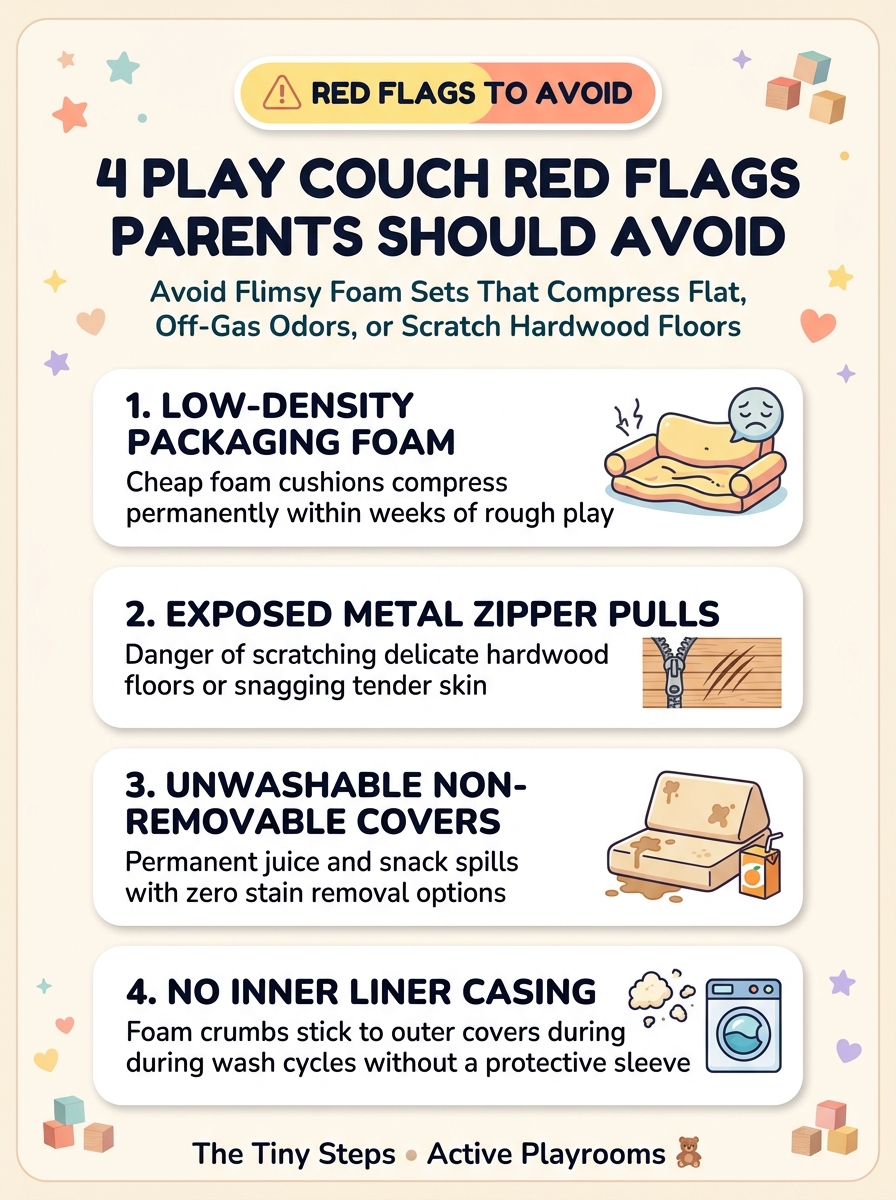 RED FLAGS TO AVOID
4 PLAY COUCH RED FLAGS
PARENTS SHOULD AVOID
Avoid Flimsy Foam Sets That Compress Flat,
Off-Gas Odors, or Scratch Hardwood Floors
1. LOW-DENSITY
PACKAGING FOAM
Cheap foam cushions compress
permanently within weeks of rough play
2. EXPOSED METAL ZIPPER PULLS
Danger of scratching delicate hardwood
floors or snagging tender skin
3. UNWASHABLE NON-
REMOVABLE COVERS
Permanent juice and snack spills
with zero stain removal options
4. NO INNER LINER CASING
Foam crumbs stick to outer covers during
during wash cycles without a protective sleeve
The Tiny Steps • Active Playrooms 🧸